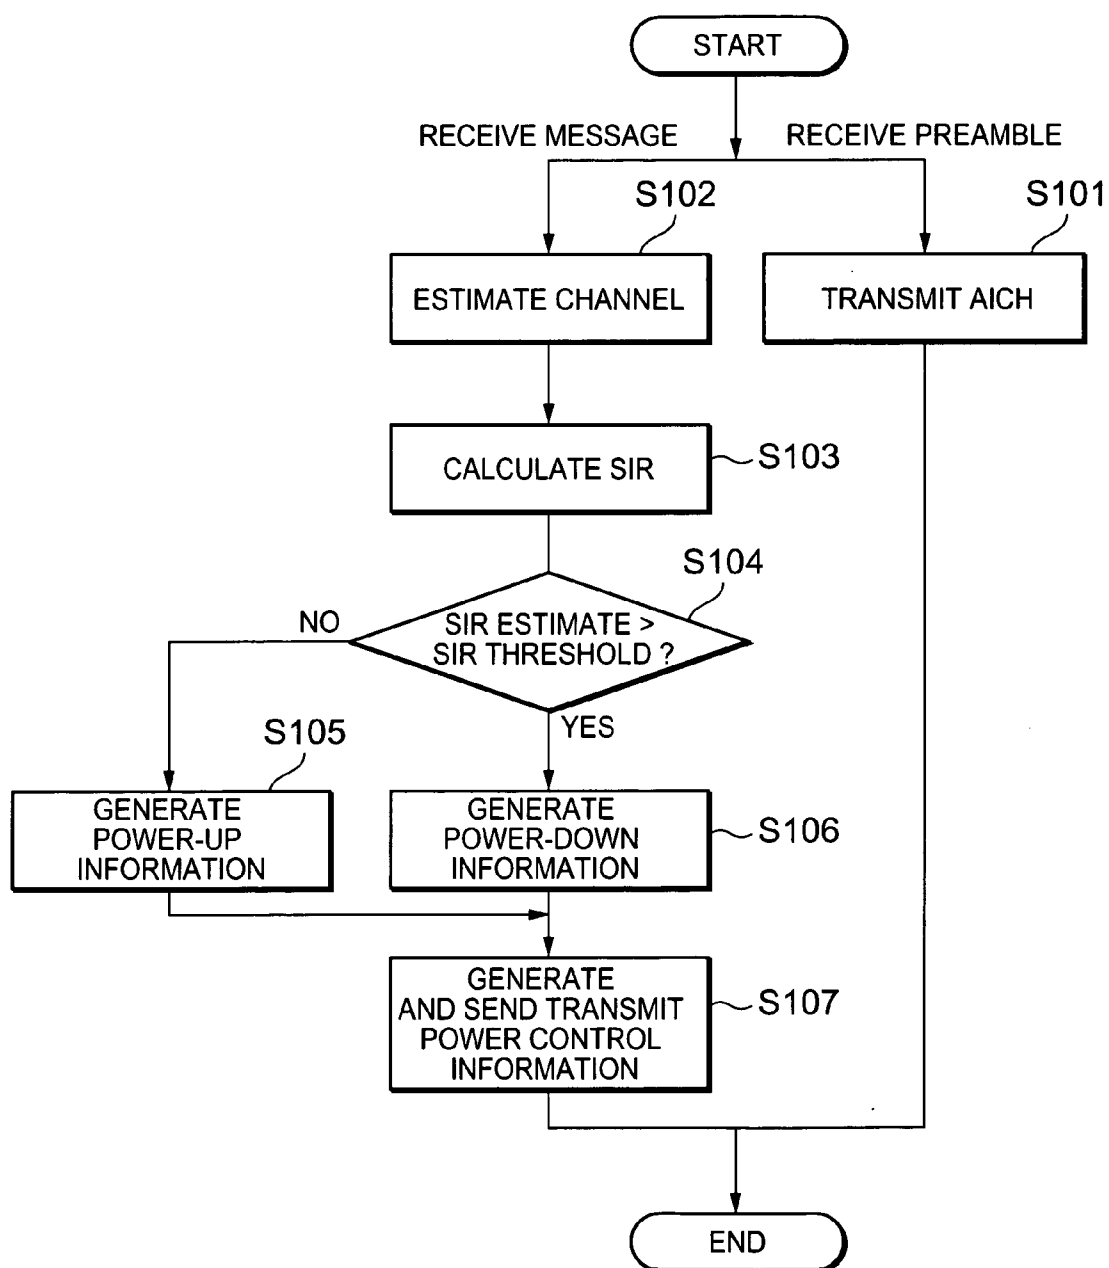 START
RECEIVE MESSAGE
RECEIVE PREAMBLE
S102
S101
ESTIMATE CHANNEL
TRANSMIT AICH
CALCULATE SIR
S103
S104
NO
SIR ESTIMATE >
SIR THRESHOLD ?
YES
S105
GENERATE
POWER-UP
INFORMATION
GENERATE
POWER-DOWN
INFORMATION
S106
GENERATE
AND SEND TRANSMIT
POWER CONTROL
INFORMATION
S107
END